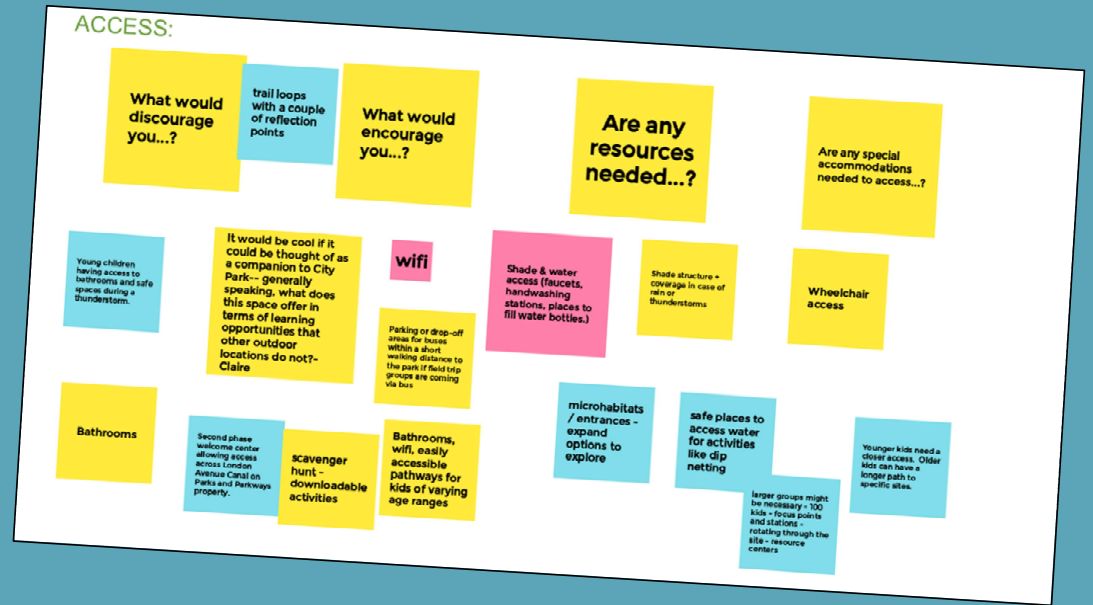 ACCESS:
What would
discourage
you...?
trail loops
with a couple
of reflection
points
What would
encourage
you...?
Are any
resources
needed...?
Are any special
accommodations
needed to access...?
Young children
having access to
bathrooms and safe
spaces during a
thunderstorm.
It would be cool if it
could be thought of as
a companion to City
Park-- generally
speaking, what does
this space offer in
terms of learning
opportunities that
other outdoor
locations do not?-
Claire
wifi
Parking or drop-off
areas for buses
within a short
walking distance to
the park if field trip
groups are coming
via bus
Shade & water
access (faucets,
handwashing
stations, places to
fill water bottles.)
Shade structure +
coverage in case of
rain or
thunderstorms
Wheelchair
access
Bathrooms
Second phase
welcome center
allowing access
across London
Avenue Canal on
Parks and Parkways
property.
scavenger
hunt -
downloadable
activities
Bathrooms,
wifi, easily
accessible
pathways for
kids of varying
age ranges
microhabitats
/ entrances -
expand
options to
explore
safe places to
access water
for activities
like dip
netting
larger groups might
be necessary - 100
kids - focus points
and stations -
rotating through the
site - resource
centers
Younger kids need a
closer access. Older
kids can have a
longer path to
specific sites.